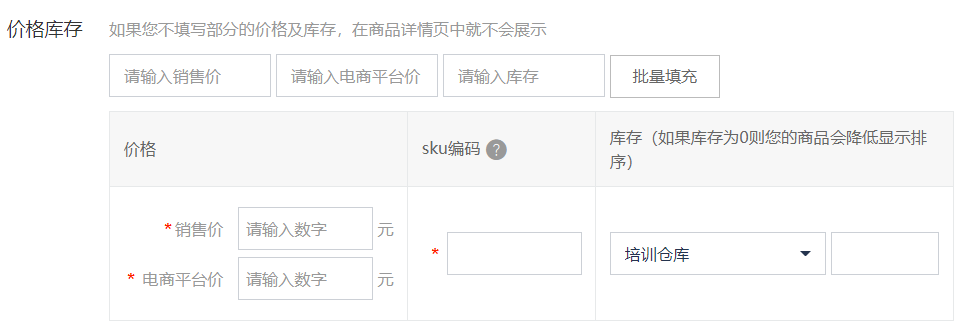 价格库存 如果您不填写部分的价格及库存，在商品详情页中就不会展示
请输入销售价 请输入电商平台价 请输入库存 批量填充
价格 sku编码 ? 库存（如果库存为0则您的商品会降低显示排序）
* 销售价 请输入数字 元
* 电商平台价 请输入数字 元
* 培训仓库